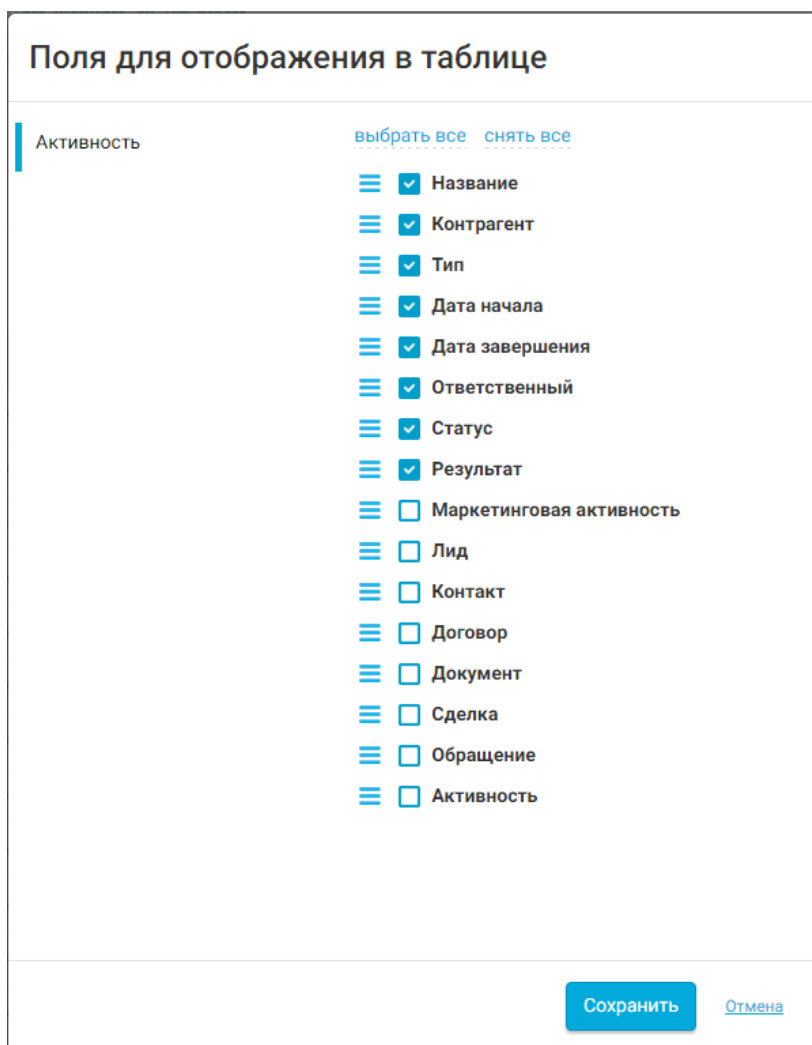 Поля для отображения в таблице
Активность
выбрать все снять все
Название
Контрагент
Тип
Дата начала
Дата завершения
Ответственный
Статус
Результат
Маркетинговая активность
Лид
Контакт
Договор
Документ
Сделка
Обращение
Активность
Сохранить Отмена